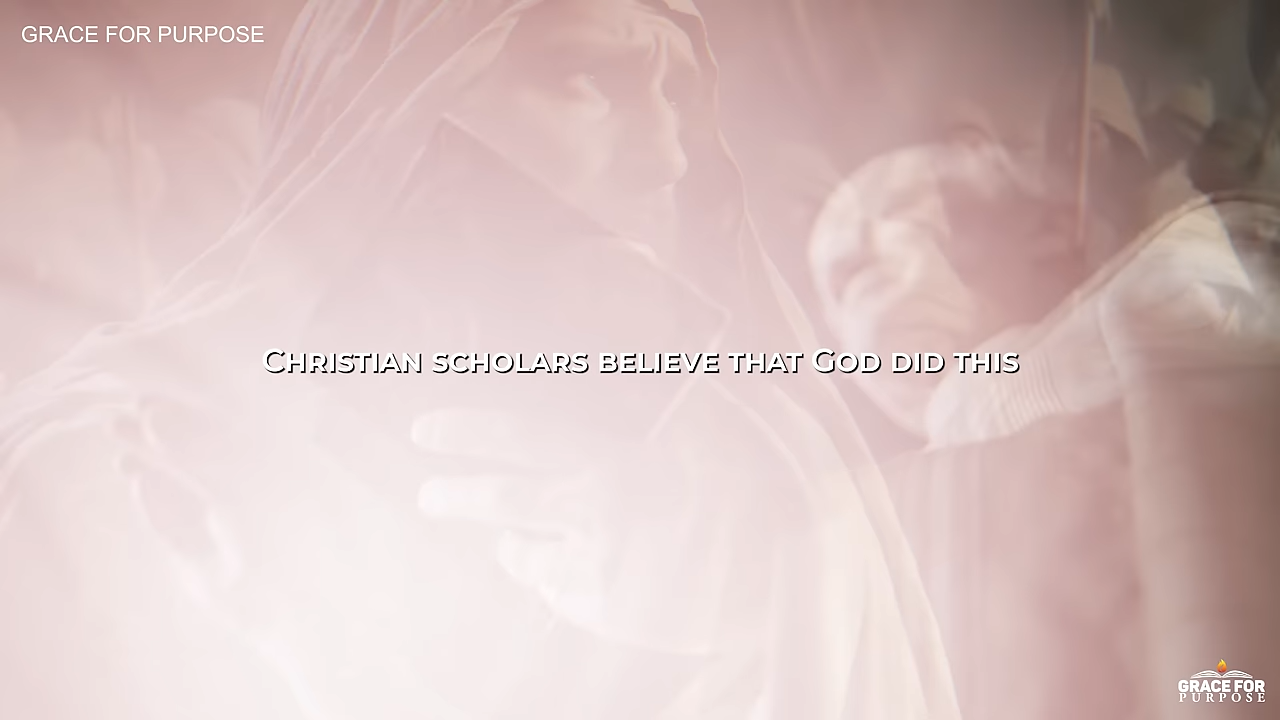 GRACE FOR PURPOSE
Christian scholars believe that God did this
GRACE FOR
PURPOSE